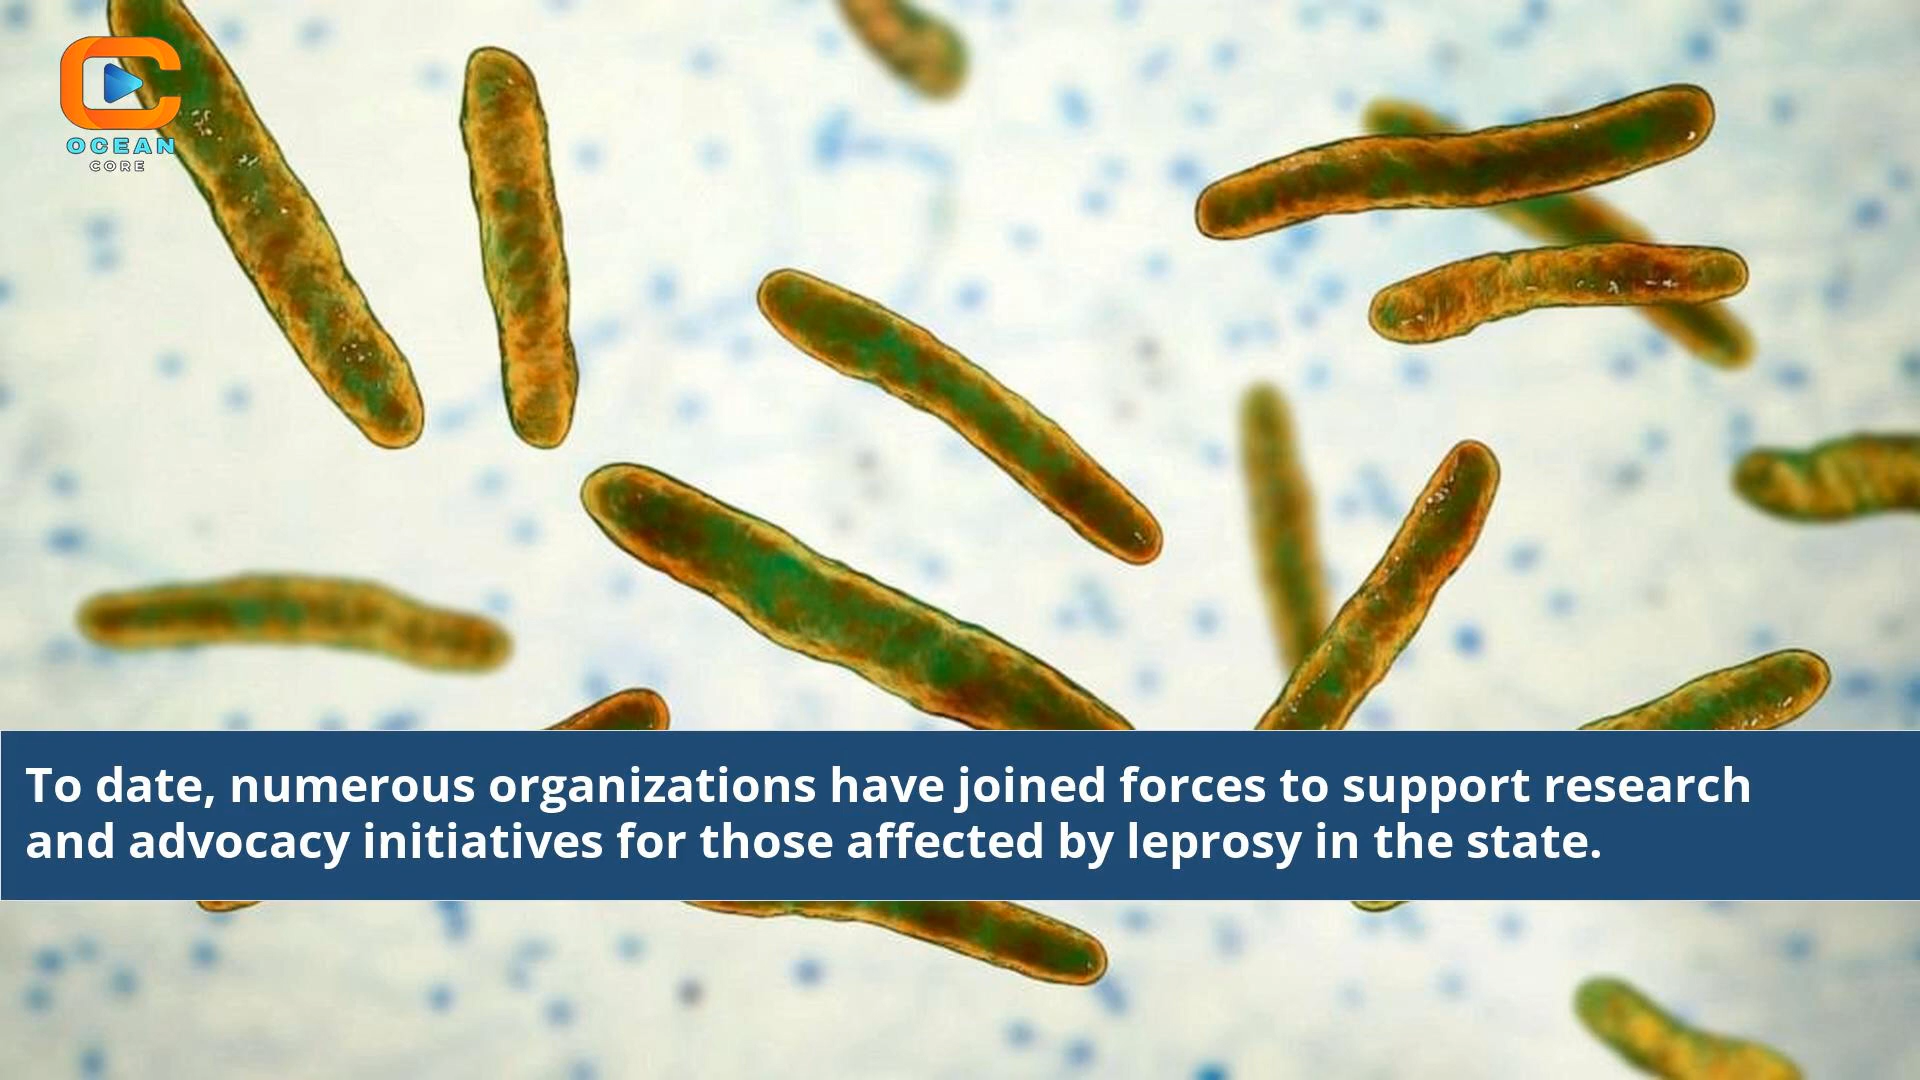 OCEAN
CORE
To date, numerous organizations have joined forces to support research
and advocacy initiatives for those affected by leprosy in the state.